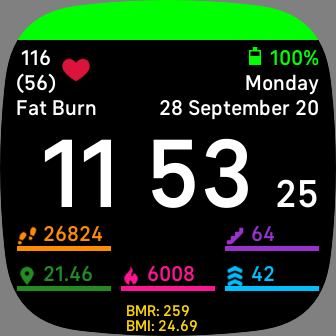 116
100%
(56)
Monday
Fat Burn
28 September 20
11 53 25
26824
64
21.46
6008
42
BMR: 259
BMI: 24.69